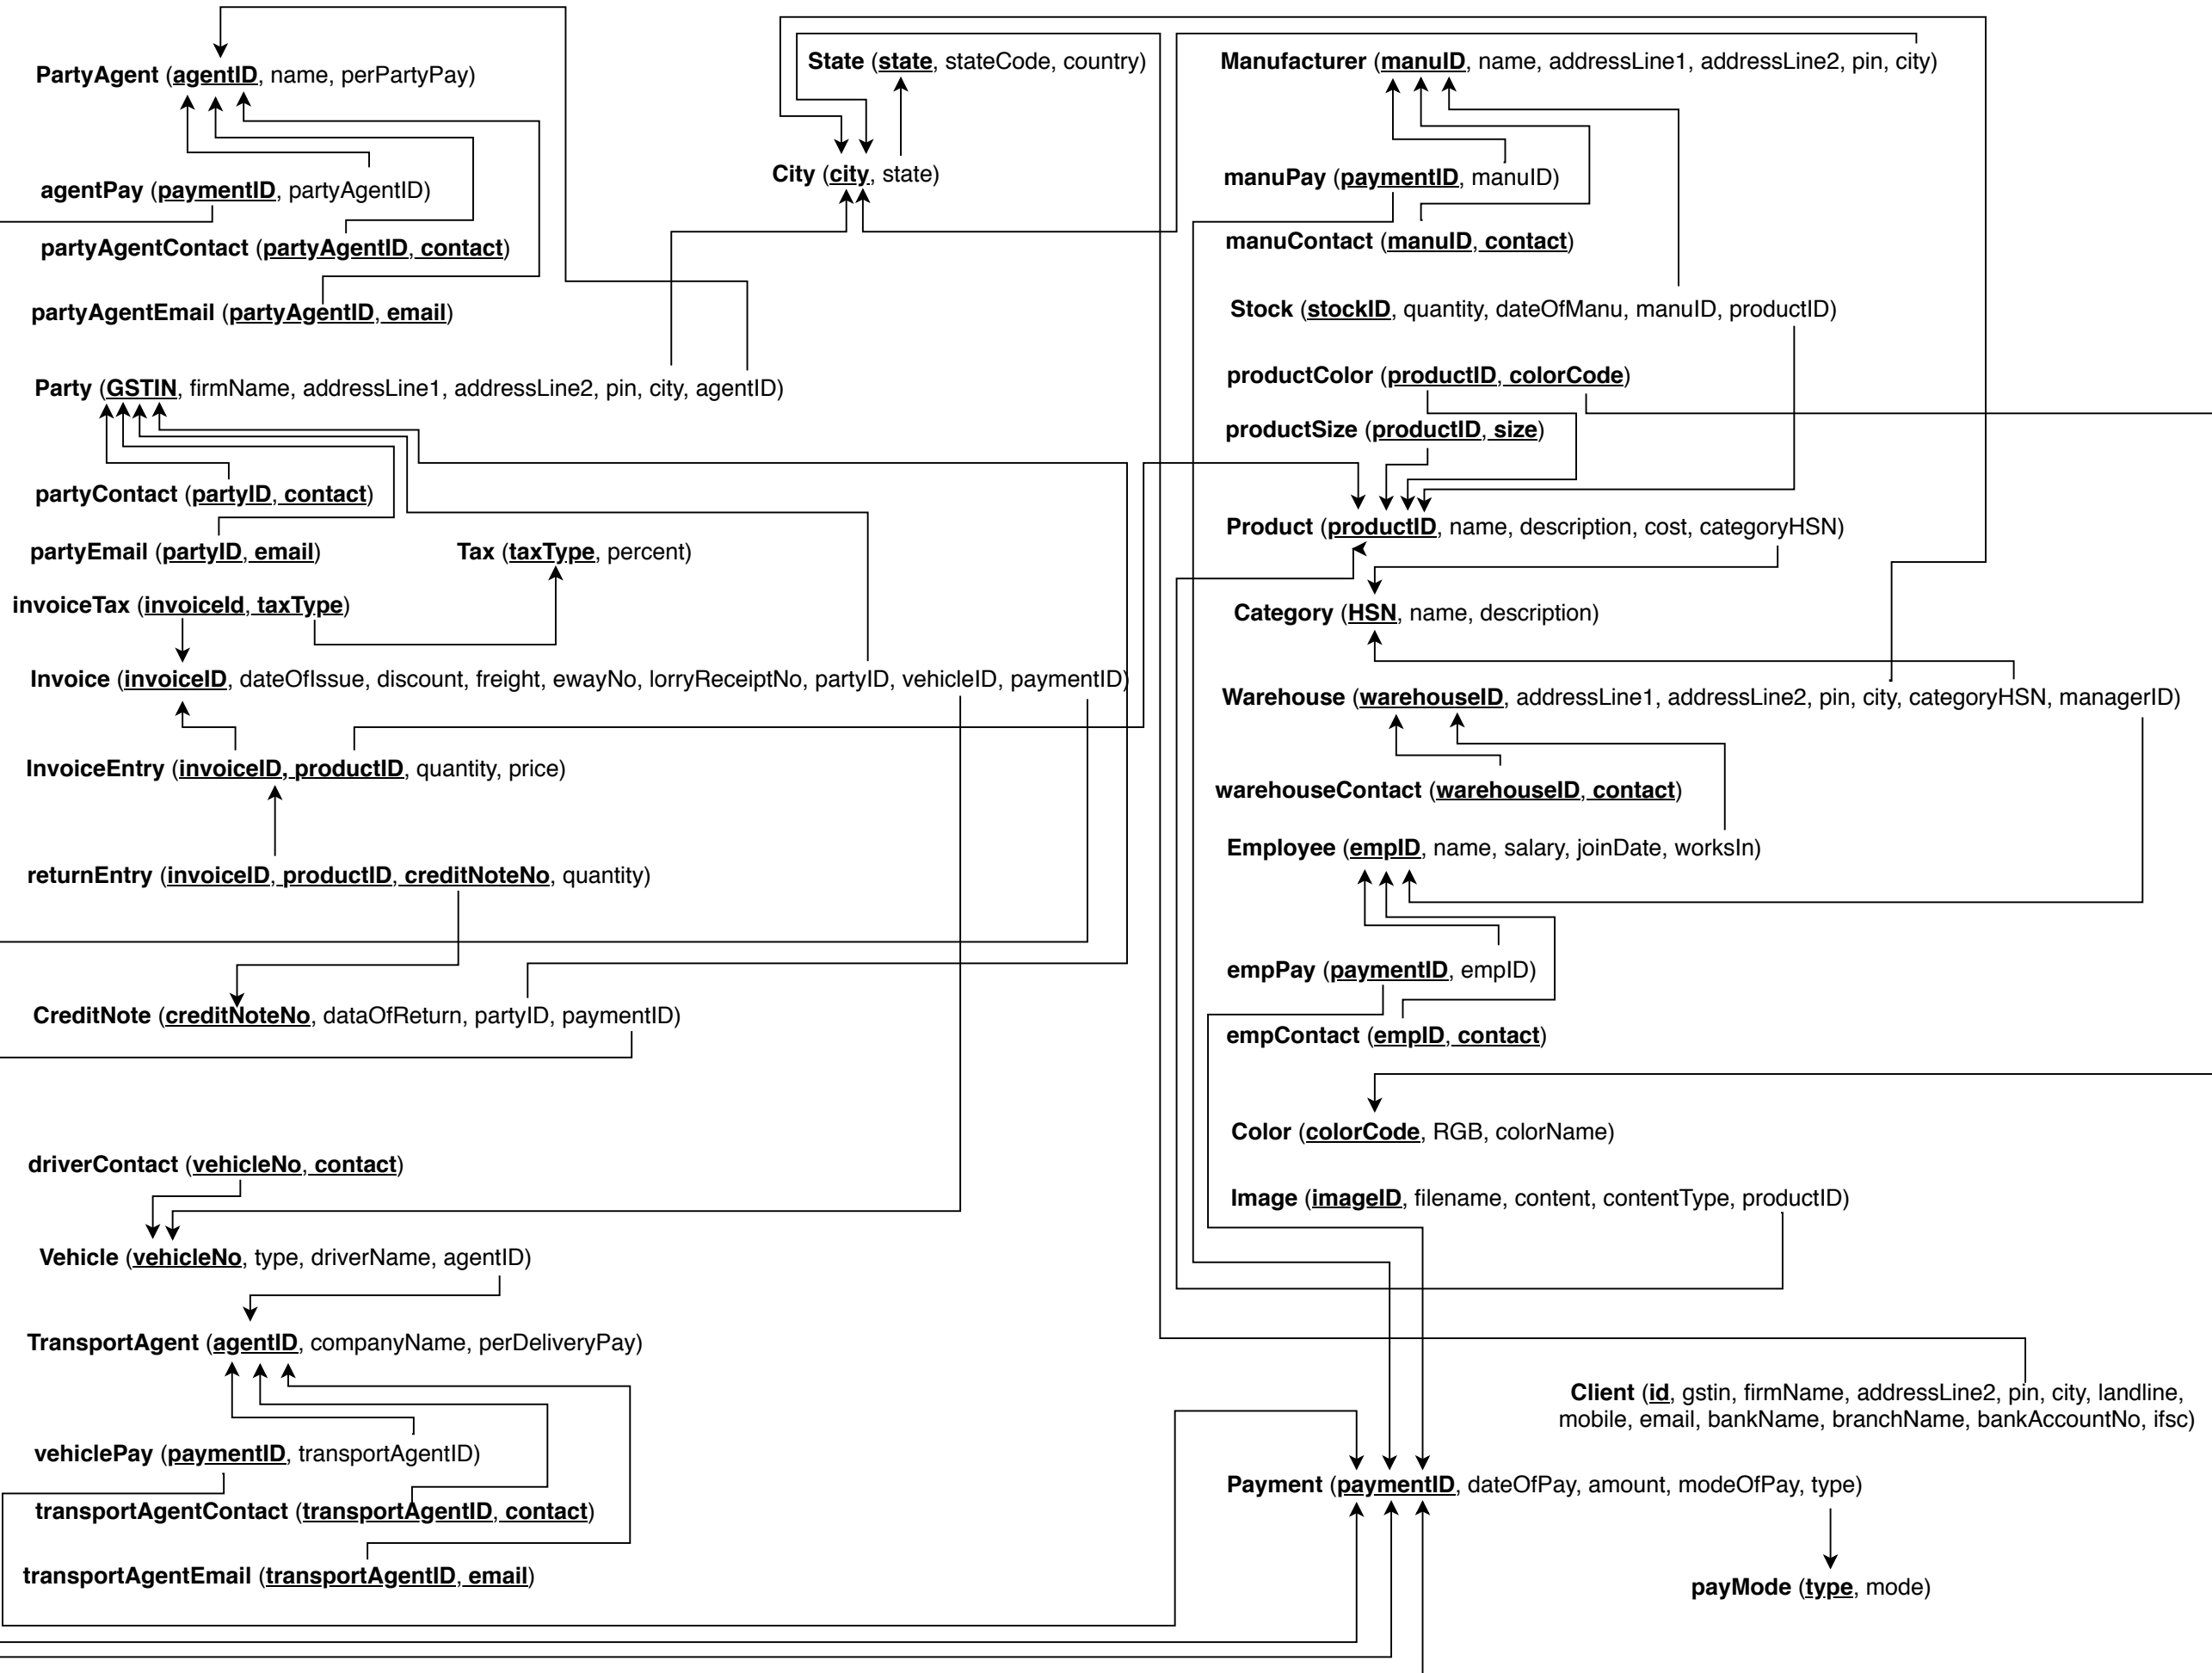 PartyAgent (agentID, name, perPartyPay)
agentPay (paymentID, partyAgentID)
partyAgentContact (partyAgentID, contact)
partyAgentEmail (partyAgentID, email)
State (state, stateCode, country)
City (city, state)
Party (GSTIN, firmName, addressLine1, addressLine2, pin, city, agentID)
partyContact (partyID, contact)
partyEmail (partyID, email)
Tax (taxType, percent)
invoiceTax (invoiceId, taxType)
Invoice (invoiceID, dateOfIssue, discount, freight, ewayNo, lorryReceiptNo, partyID, vehicleID, paymentID)
InvoiceEntry (invoiceID, productID, quantity, price)
returnEntry (invoiceID, productID, creditNoteNo, quantity)
CreditNote (creditNoteNo, dataOfReturn, partyID, paymentID)
driverContact (vehicleNo, contact)
Vehicle (vehicleNo, type, driverName, agentID)
TransportAgent (agentID, companyName, perDeliveryPay)
vehiclePay (paymentID, transportAgentID)
transportAgentContact (transportAgentID, contact)
transportAgentEmail (transportAgentID, email)
Manufacturer (manuID, name, addressLine1, addressLine2, pin, city)
manuPay (paymentID, manuID)
manuContact (manuID, contact)
Stock (stockID, quantity, dateOfManu, manuID, productID)
productColor (productID, colorCode)
productSize (productID, size)
Product (productID, name, description, cost, categoryHSN)
Category (HSN, name, description)
Warehouse (warehouseID, addressLine1, addressLine2, pin, city, categoryHSN, managerID)
warehouseContact (warehouseID, contact)
Employee (empID, name, salary, joinDate, worksIn)
empPay (paymentID, empID)
empContact (empID, contact)
Color (colorCode, RGB, colorName)
Image (imageID, filename, content, contentType, productID)
Client (id, gstin, firmName, addressLine2, pin, city, landline,
mobile, email, bankName, branchName, bankAccountNo, ifsc)
Payment (paymentID, dateOfPay, amount, modeOfPay, type)
payMode (type, mode)